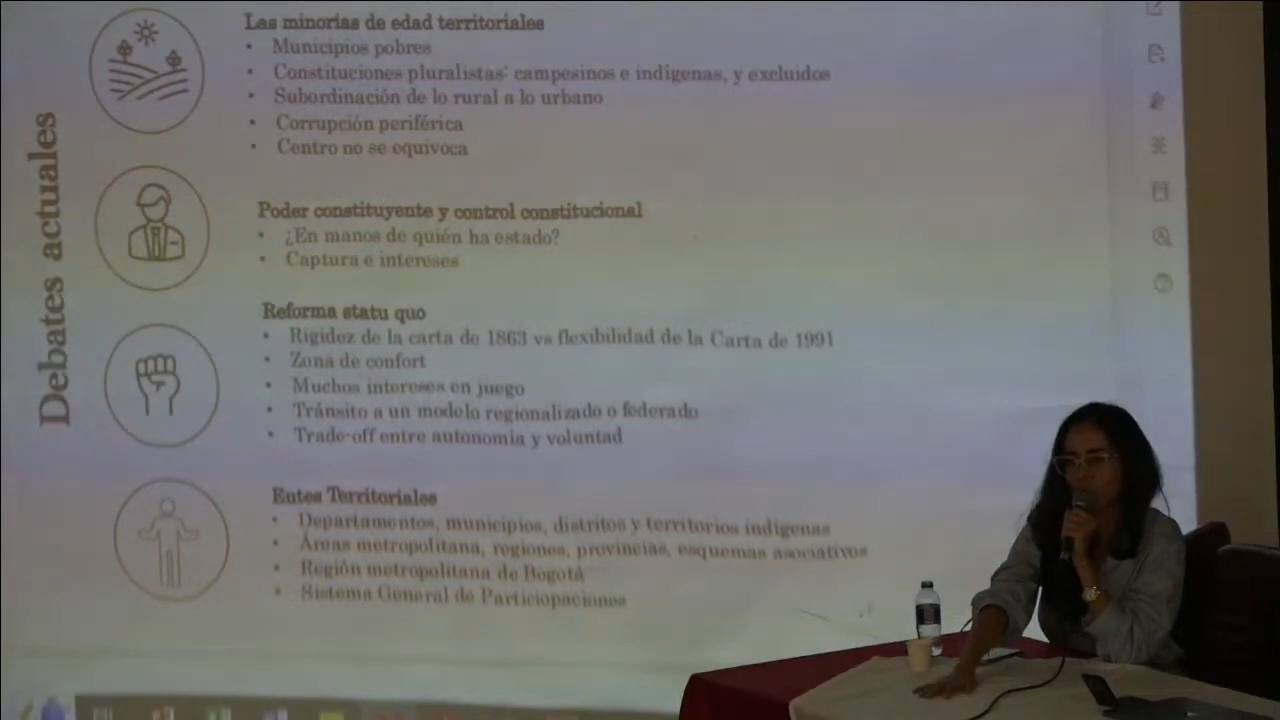 Debates actuales
Las minorías de edad territoriales
• Municipios pobres
• Constituciones pluralistas: campesinos e indígenas, y excluidos
• Subordinación de lo rural a lo urbano
• Corrupción periférica
• Centro no se equivoca
Poder constituyente y control constitucional
• ¿En manos de quién ha estado?
• Captura e intereses
Reforma statu quo
• Rigidez de la carta de 1863 vs flexibilidad de la Carta de 1991
• Zona de confort
• Muchos intereses en juego
• Tránsito a un modelo regionalizado o federado
• Trade-off entre autonomía y voluntad
Entes Territoriales
• Departamentos, municipios, distritos y territorios indígenas
• Áreas metropolitana, regiones, provincias, esquemas asociativos
• Región metropolitana de Bogotá
• Sistema General de Particiopaciones